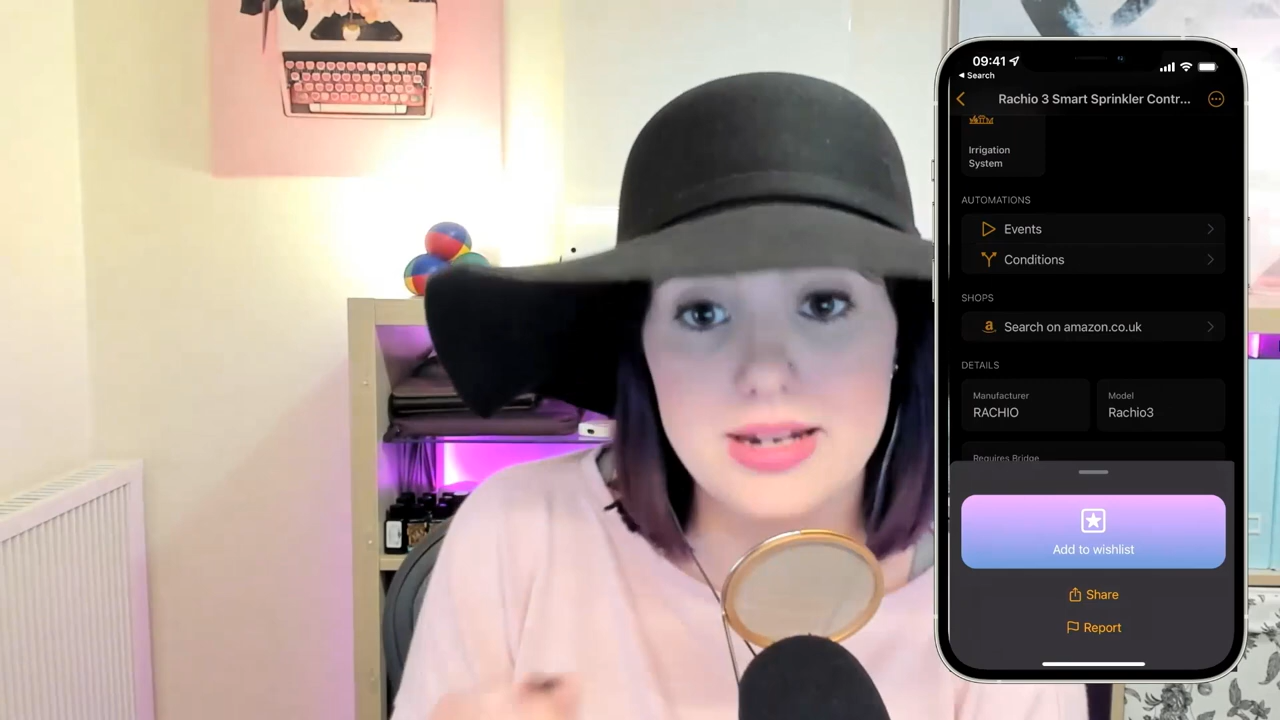 09:41
Search
Rachio 3 Smart Sprinkler Contr...
Irrigation
System
AUTOMATIONS
Events
Conditions
SHOPS
Search on amazon.co.uk
DETAILS
Manufacturer
RACHIO
Model
Rachio3
Requires Bridge
Add to wishlist
Share
Report